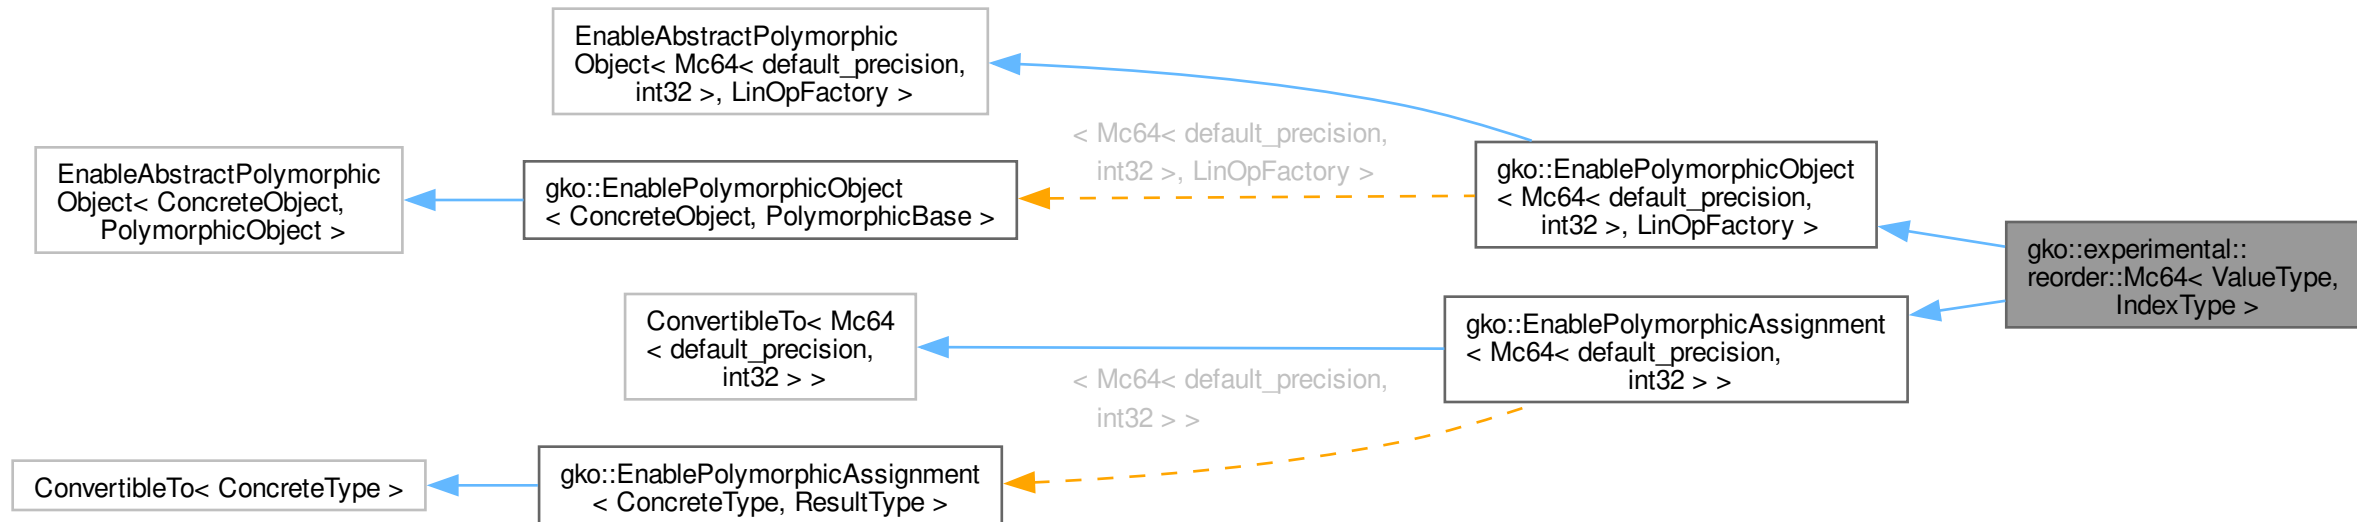 EnableAbstractPolymorphic
Object< Mc64< default_precision,
int32 >, LinOpFactory >
< Mc64< default_precision,
int32 >, LinOpFactory >
EnableAbstractPolymorphic
Object< ConcreteObject,
PolymorphicObject >
gko::EnablePolymorphicObject
< ConcreteObject, PolymorphicBase >
gko::EnablePolymorphicObject
< Mc64< default_precision,
int32 >, LinOpFactory >
gko::experimental::
reorder::Mc64< ValueType,
IndexType >
ConvertibleTo< Mc64
< default_precision,
int32 > >
gko::EnablePolymorphicAssignment
< Mc64< default_precision,
int32 > >
< Mc64< default_precision,
int32 > >
ConvertibleTo< ConcreteType >
gko::EnablePolymorphicAssignment
< ConcreteType, ResultType >